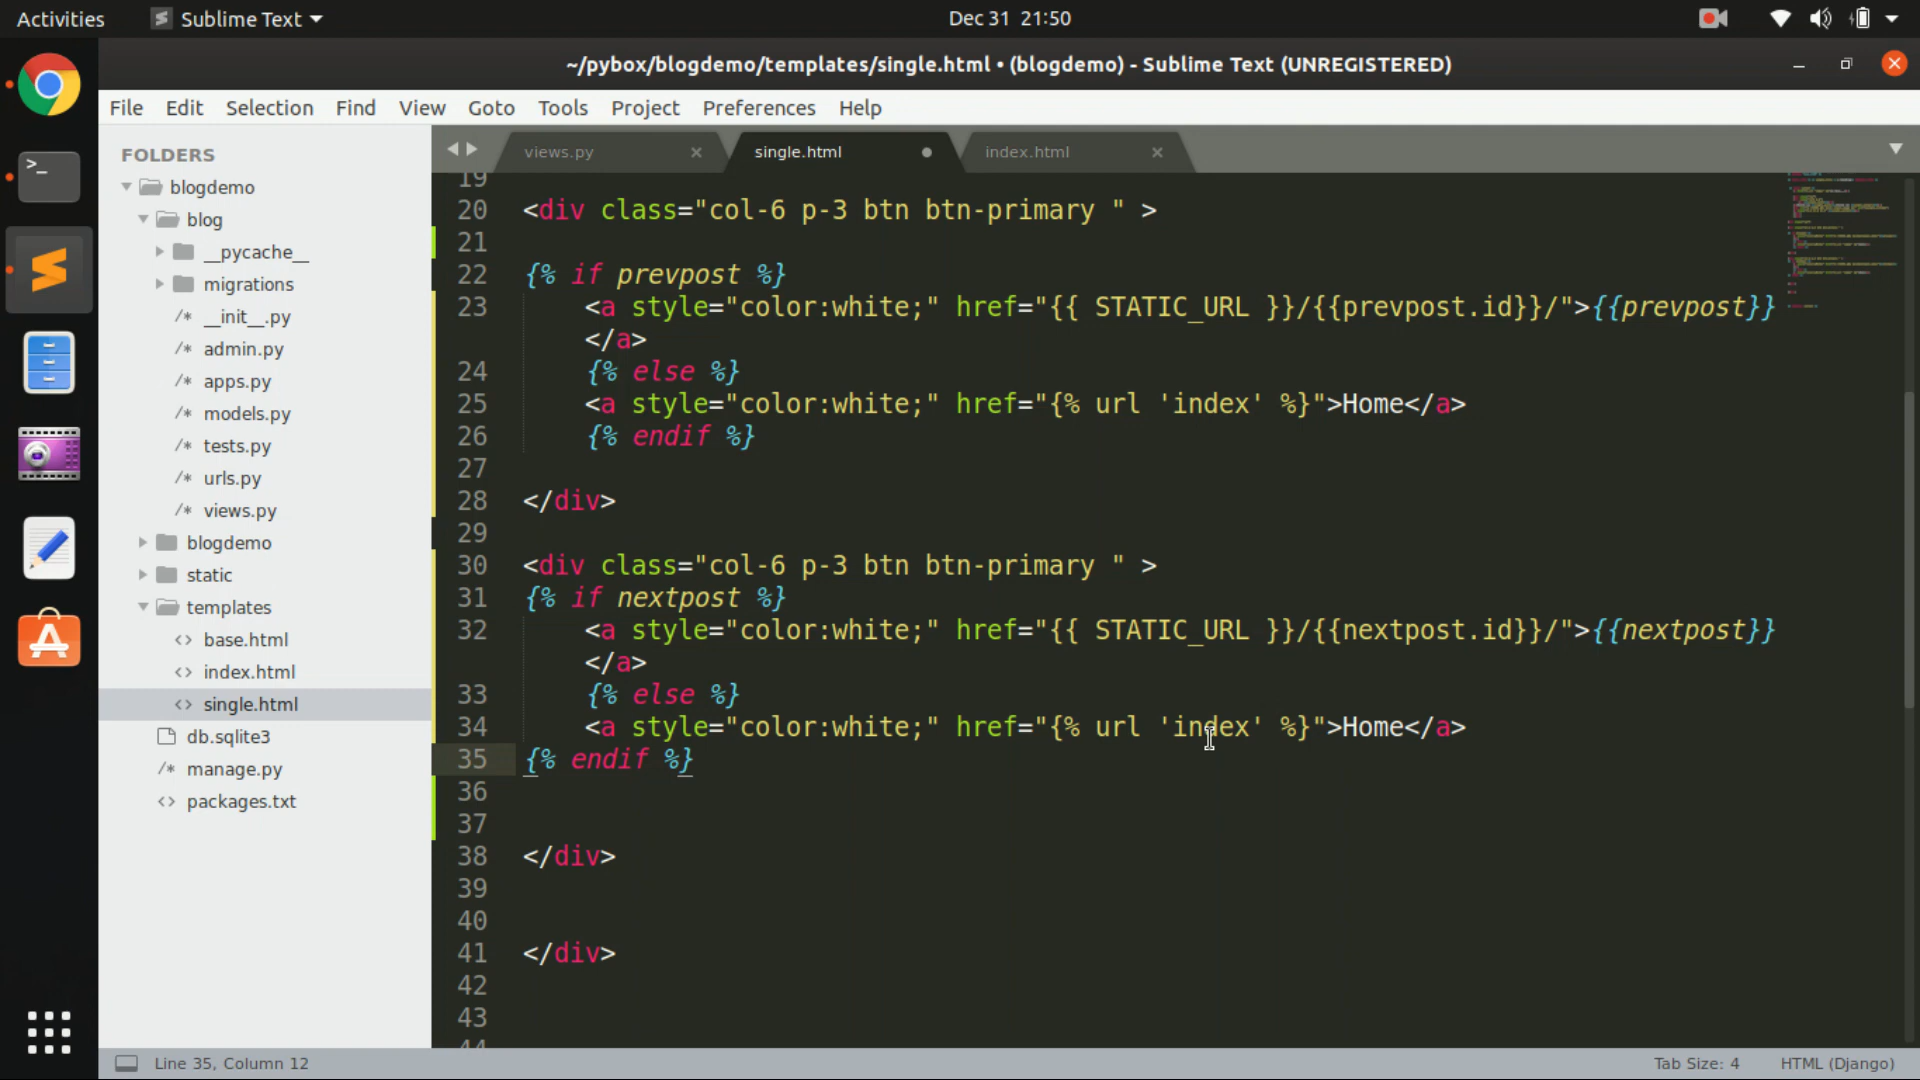 Activities
Sublime Text
Dec 31 21:50
~/pybox/blogdemo/templates/single.html • (blogdemo) - Sublime Text (UNREGISTERED)
File Edit Selection Find View Goto Tools Project Preferences Help
FOLDERS
blogdemo
blog
__pycache__
migrations
/* __init__.py
/* admin.py
/* apps.py
/* models.py
/* tests.py
/* urls.py
/* views.py
blogdemo
static
templates
<> base.html
<> index.html
<> single.html
db.sqlite3
/* manage.py
<> packages.txt
views.py
single.html
index.html
19
20 <div class="col-6 p-3 btn btn-primary " >
21
22 {% if prevpost %}
23 <a style="color:white;" href="{{ STATIC_URL }}/{{prevpost.id}}/">{{prevpost}}
</a>
24 {% else %}
25 <a style="color:white;" href="{% url 'index' %}">Home</a>
26 {% endif %}
27
28 </div>
29
30 <div class="col-6 p-3 btn btn-primary " >
31 {% if nextpost %}
32 <a style="color:white;" href="{{ STATIC_URL }}/{{nextpost.id}}/">{{nextpost}}
</a>
33 {% else %}
34 <a style="color:white;" href="{% url 'index' %}">Home</a>
35 {% endif %}
36
37
38 </div>
39
40
41 </div>
42
43
44
Line 35, Column 12
Tab Size: 4
HTML (Django)